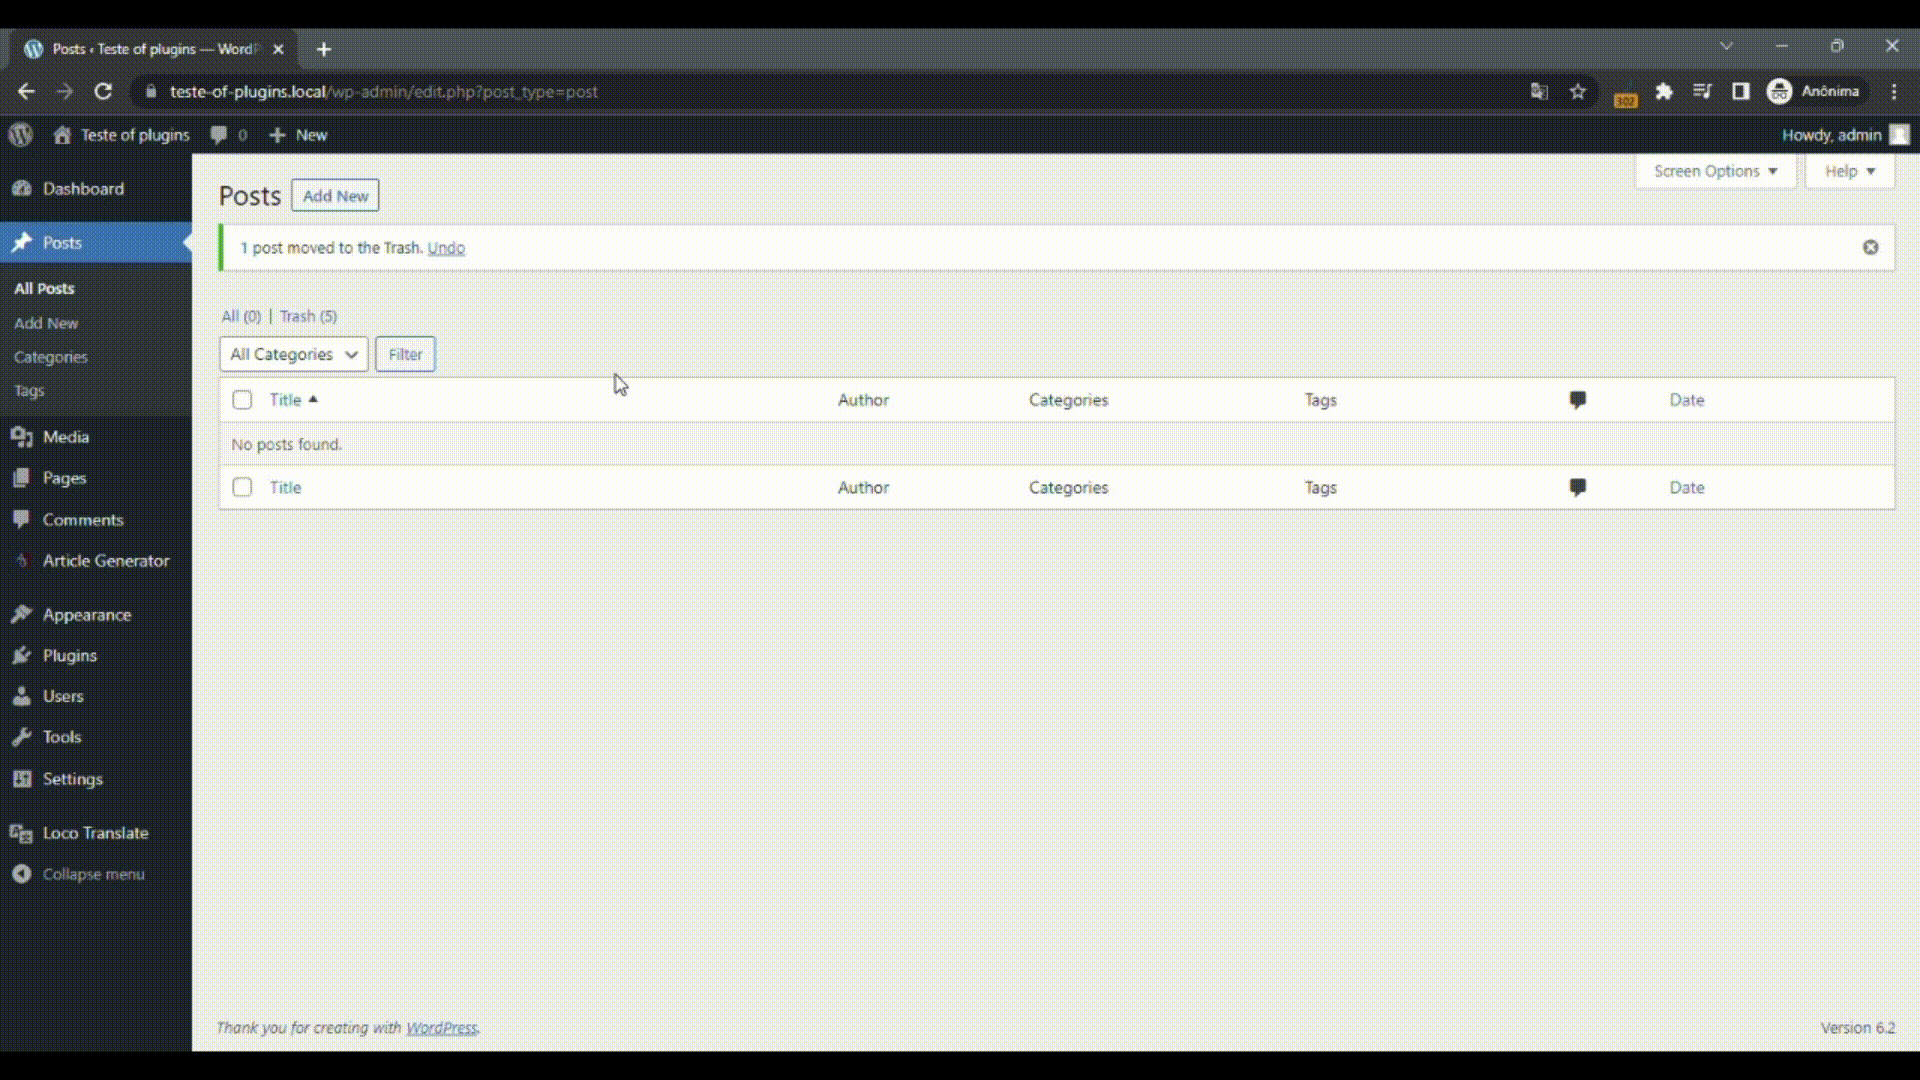 Posts ‹ Teste of plugins — WordP
teste-of-plugins.local/wp-admin/edit.php?post_type=post
302
Anônima
Teste of plugins
0
New
Howdy, admin
Dashboard
Posts
All Posts
Add New
Categories
Tags
Media
Pages
Comments
Article Generator
Appearance
Plugins
Users
Tools
Settings
Loco Translate
Collapse menu
Screen Options
Help
Posts
Add New
1 post moved to the Trash. Undo
All (0) | Trash (5)
All Categories
Filter
Title Author Categories Tags Date
No posts found.
Title Author Categories Tags Date
Thank you for creating with WordPress.
Version 6.2